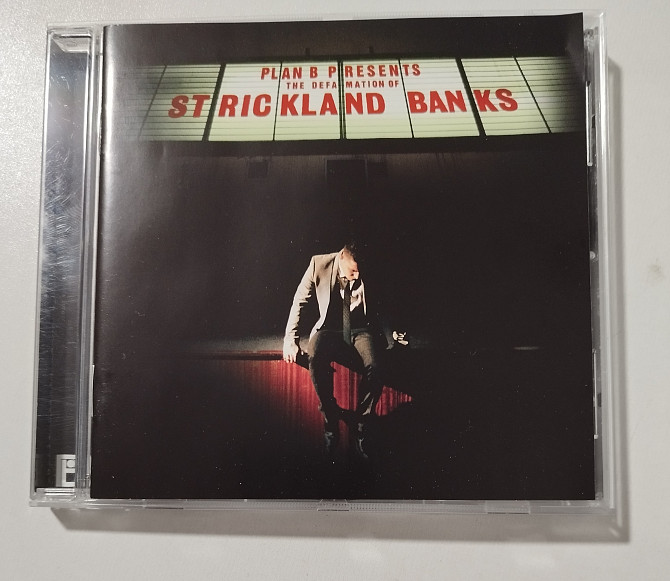 PLAN B PRESENTS
THE DEFAMATION OF
STRICKLAND BANKS